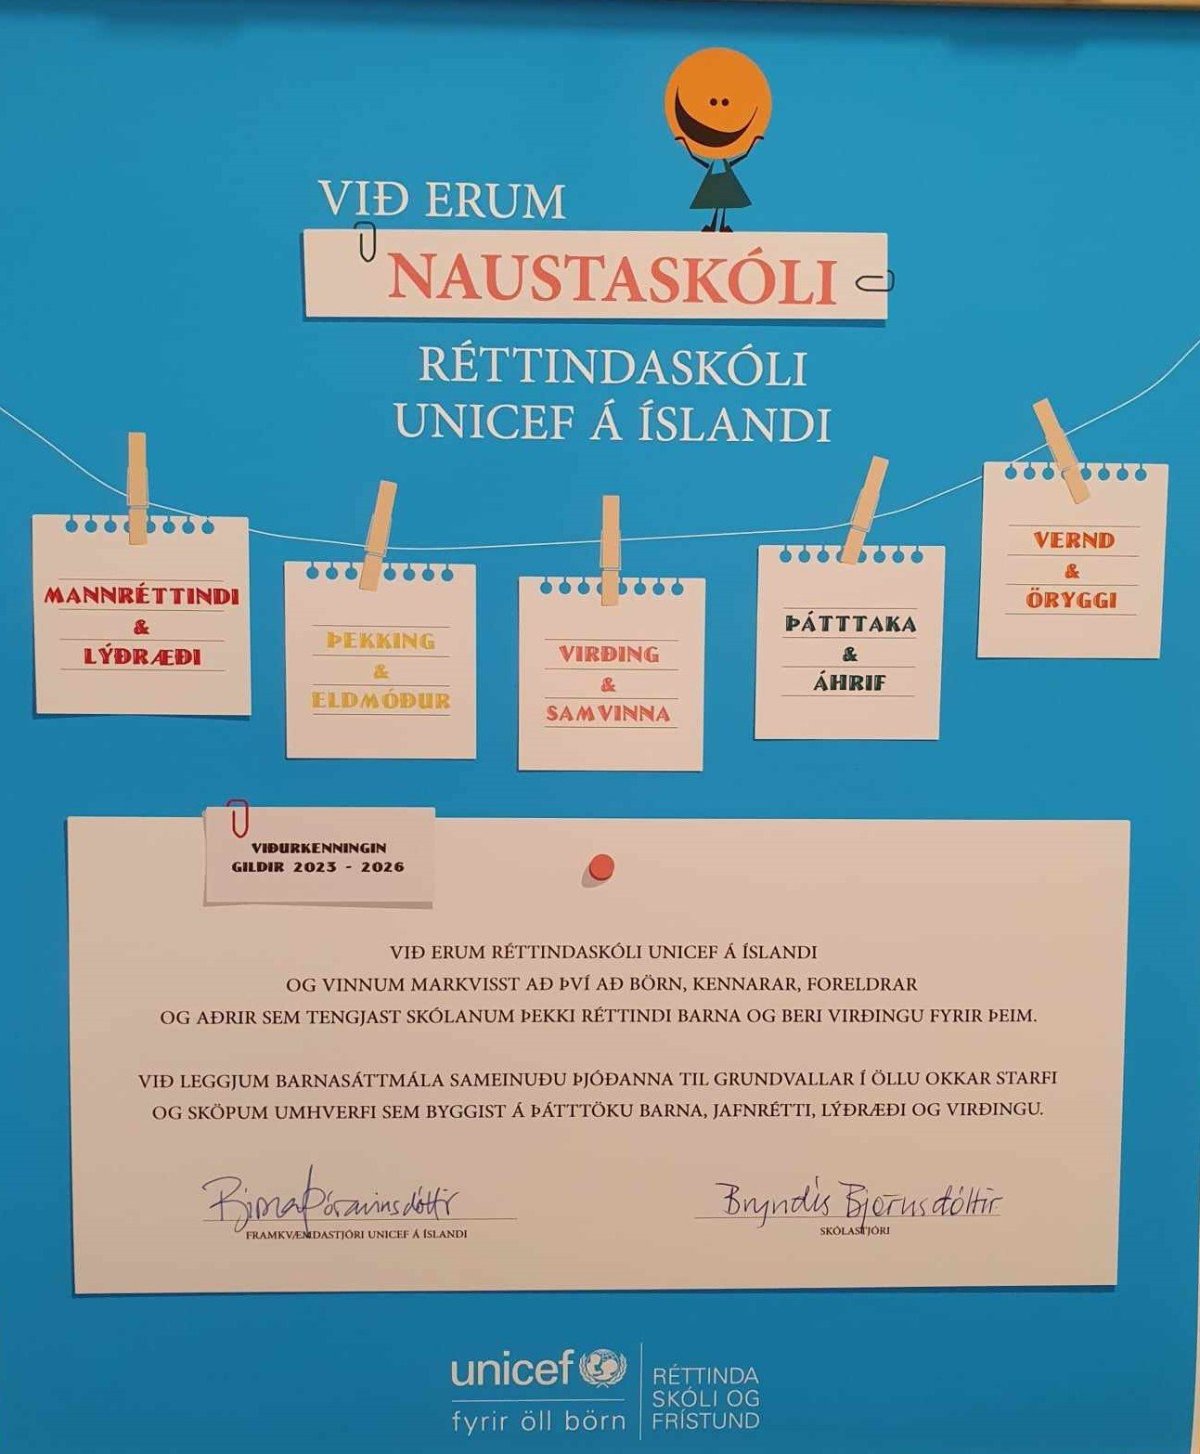 VIÐ ERUM
NAUSTASKÓLI
RÉTTINDASKÓLI
UNICEF Á ÍSLANDI
MANNRÉTTINDI
&
LÝÐRÆÐI
ÞEKKING
&
ELDMÓÐUR
VIRÐING
&
SAMVINNA
ÞÁTTTAKA
&
ÁHRIF
VERND
&
ÖRYGGI
VIÐURKENNINGIN
GILDIR 2023 - 2026
VIÐ ERUM RÉTTINDASKÓLI UNICEF Á ÍSLANDI
OG VINNUM MARKVISST AÐ ÞVÍ AÐ BÖRN, KENNARAR, FORELDRAR
OG AÐRIR SEM TENGJAST SKÓLANUM ÞEKKI RÉTTINDI BARNA OG BERI VIRÐINGU FYRIR ÞEIM.
VIÐ LEGGJUM BARNASÁTTMÁLA SAMEINUÐU ÞJÓÐANNA TIL GRUNDVALLAR Í ÖLLU OKKAR STARFI
OG SKÖPUM UMHVERFI SEM BYGGIST Á ÞÁTTTÖKU BARNA, JAFNRÉTTI, LÝÐRÆÐI OG VIRÐINGU.
Birna Þórarinsdóttir
FRAMKVÆMDASTJÓRI UNICEF Á ÍSLANDI
Bryndís Björnsdóttir
SKÓLASTJÓRI
unicef
fyrir öll börn
RÉTTINDA
SKÓLI OG
FRÍSTUND